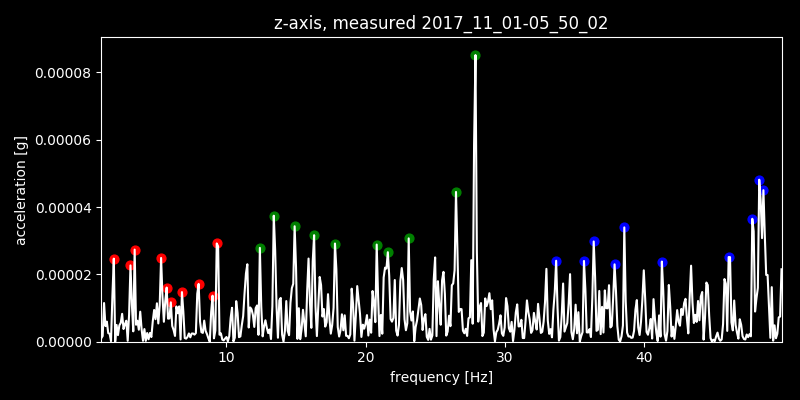 z-axis, measured 2017_11_01-05_50_02
0.00008
0.00006
0.00004
0.00002
0.00000
acceleration [g]
10 20 30 40
frequency [Hz]